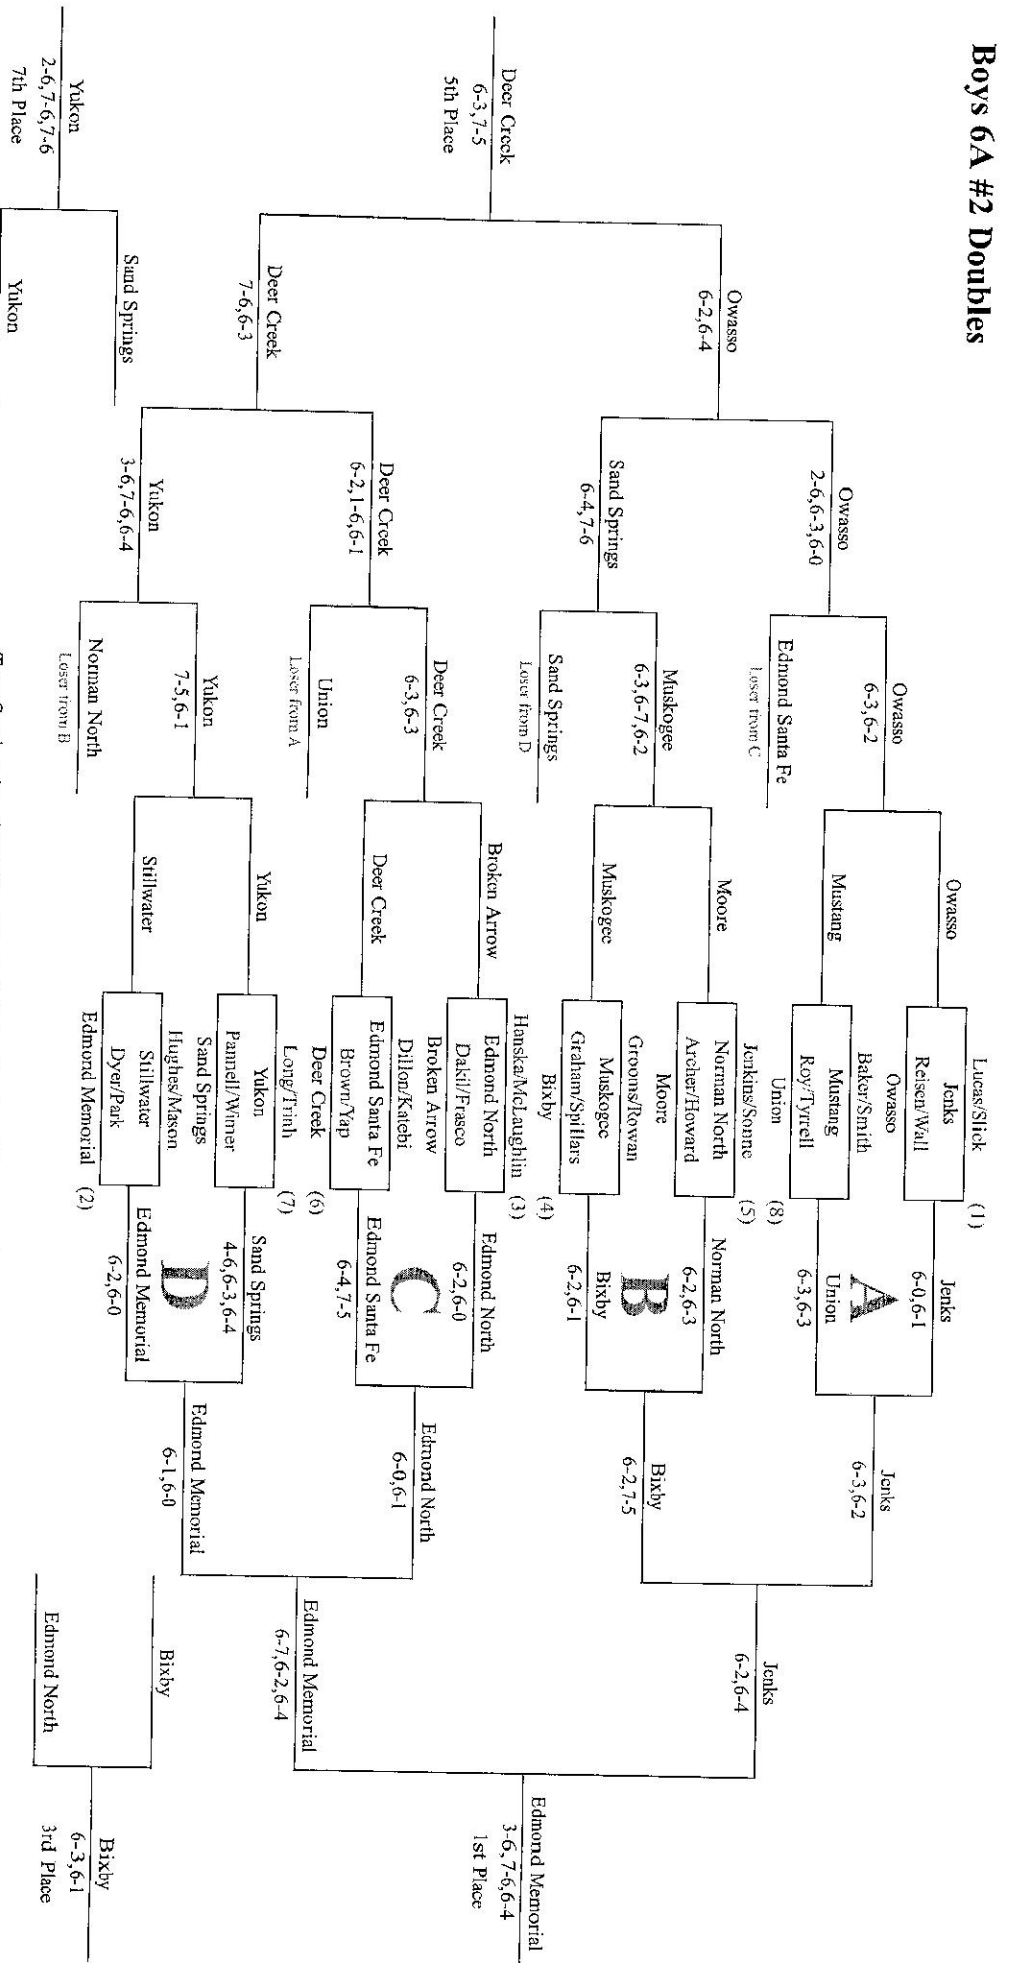 Boys 6A #2 Doubles
Deer Creek
6-3,7-5
5th Place
Yukon
2-6,7-6,7-6
7th Place
Owasso
6-2,6-4
Deer Creek
7-6,6-3
Sand Springs
Yukon
Owasso
2-6,6-3,6-0
Sand Springs
6-4,7-6
Deer Creek
6-2,1-6,6-1
Yukon
3-6,7-6,6-4
Owasso
6-3,6-2
Edmond Santa Fe
Loser from C
Muskogee
6-3,6-7,6-2
Sand Springs
Loser from D
Deer Creek
6-3,6-3
Union
Loser from A
Yukon
7-5,6-1
Norman North
Loser from B
Owasso
Mustang
Moore
Muskogee
Broken Arrow
Deer Creek
Yukon
Stillwater
Lucas/Slick (1)
Jenks
Reisen/Wall
Owasso
Baker/Smith
Mustang
Roy/Tyrrell
Union (8)
Jenkins/Sonne (5)
Norman North
Archer/Howard
Moore
Grooms/Rowan
Muskogee
Graham/Spillars
Bixby (4)
Hanska/McLaughlin (3)
Edmond North
Dakil/Frasco
Broken Arrow
Dillon/Katebi
Edmond Santa Fe
Brown/Yap
Deer Creek (6)
Long/Trinh (7)
Yukon
Pannell/Winner
Sand Springs
Hughes/Mason
Stillwater
Dyer/Park
Edmond Memorial (2)
Jenks
6-0,6-1
A
Union
6-3,6-3
Norman North
6-2,6-3
B
Bixby
6-2,6-1
Edmond North
6-2,6-0
C
Edmond Santa Fe
6-4,7-5
Sand Springs
4-6,6-3,6-4
D
Edmond Memorial
6-2,6-0
Jenks
6-3,6-2
Bixby
6-2,7-5
Edmond North
6-0,6-1
Edmond Memorial
6-1,6-0
Jenks
6-2,6-4
Edmond Memorial
6-7,6-2,6-4
Bixby
Edmond North
Edmond Memorial
3-6,7-6,6-4
1st Place
Bixby
6-3,6-1
3rd Place